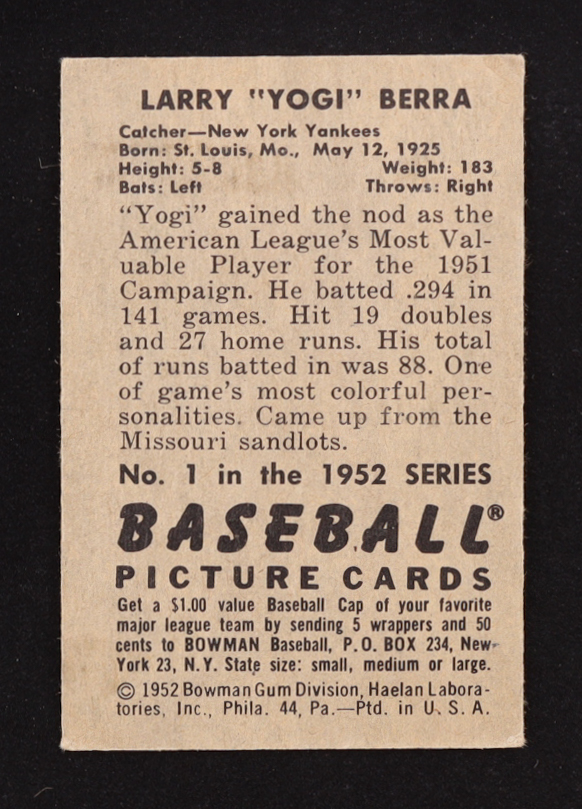 LARRY "YOGI" BERRA
Catcher—New York Yankees
Born: St. Louis, Mo., May 12, 1925
Height: 5-8 Weight: 183
Bats: Left Throws: Right
"Yogi" gained the nod as the
American League's Most Val-
uable Player for the 1951
Campaign. He batted .294 in
141 games. Hit 19 doubles
and 27 home runs. His total
of runs batted in was 88. One
of game's most colorful per-
sonalities. Came up from the
Missouri sandlots.
No. 1 in the 1952 SERIES
BASEBALL®
PICTURE CARDS
Get a $1.00 value Baseball Cap of your favorite
major league team by sending 5 wrappers and 50
cents to BOWMAN Baseball, P.O. BOX 234, New
York 23, N.Y. State size: small, medium or large.
© 1952 Bowman Gum Division, Haelan Labora-
tories, Inc., Phila. 44, Pa.—Ptd. in U. S. A.